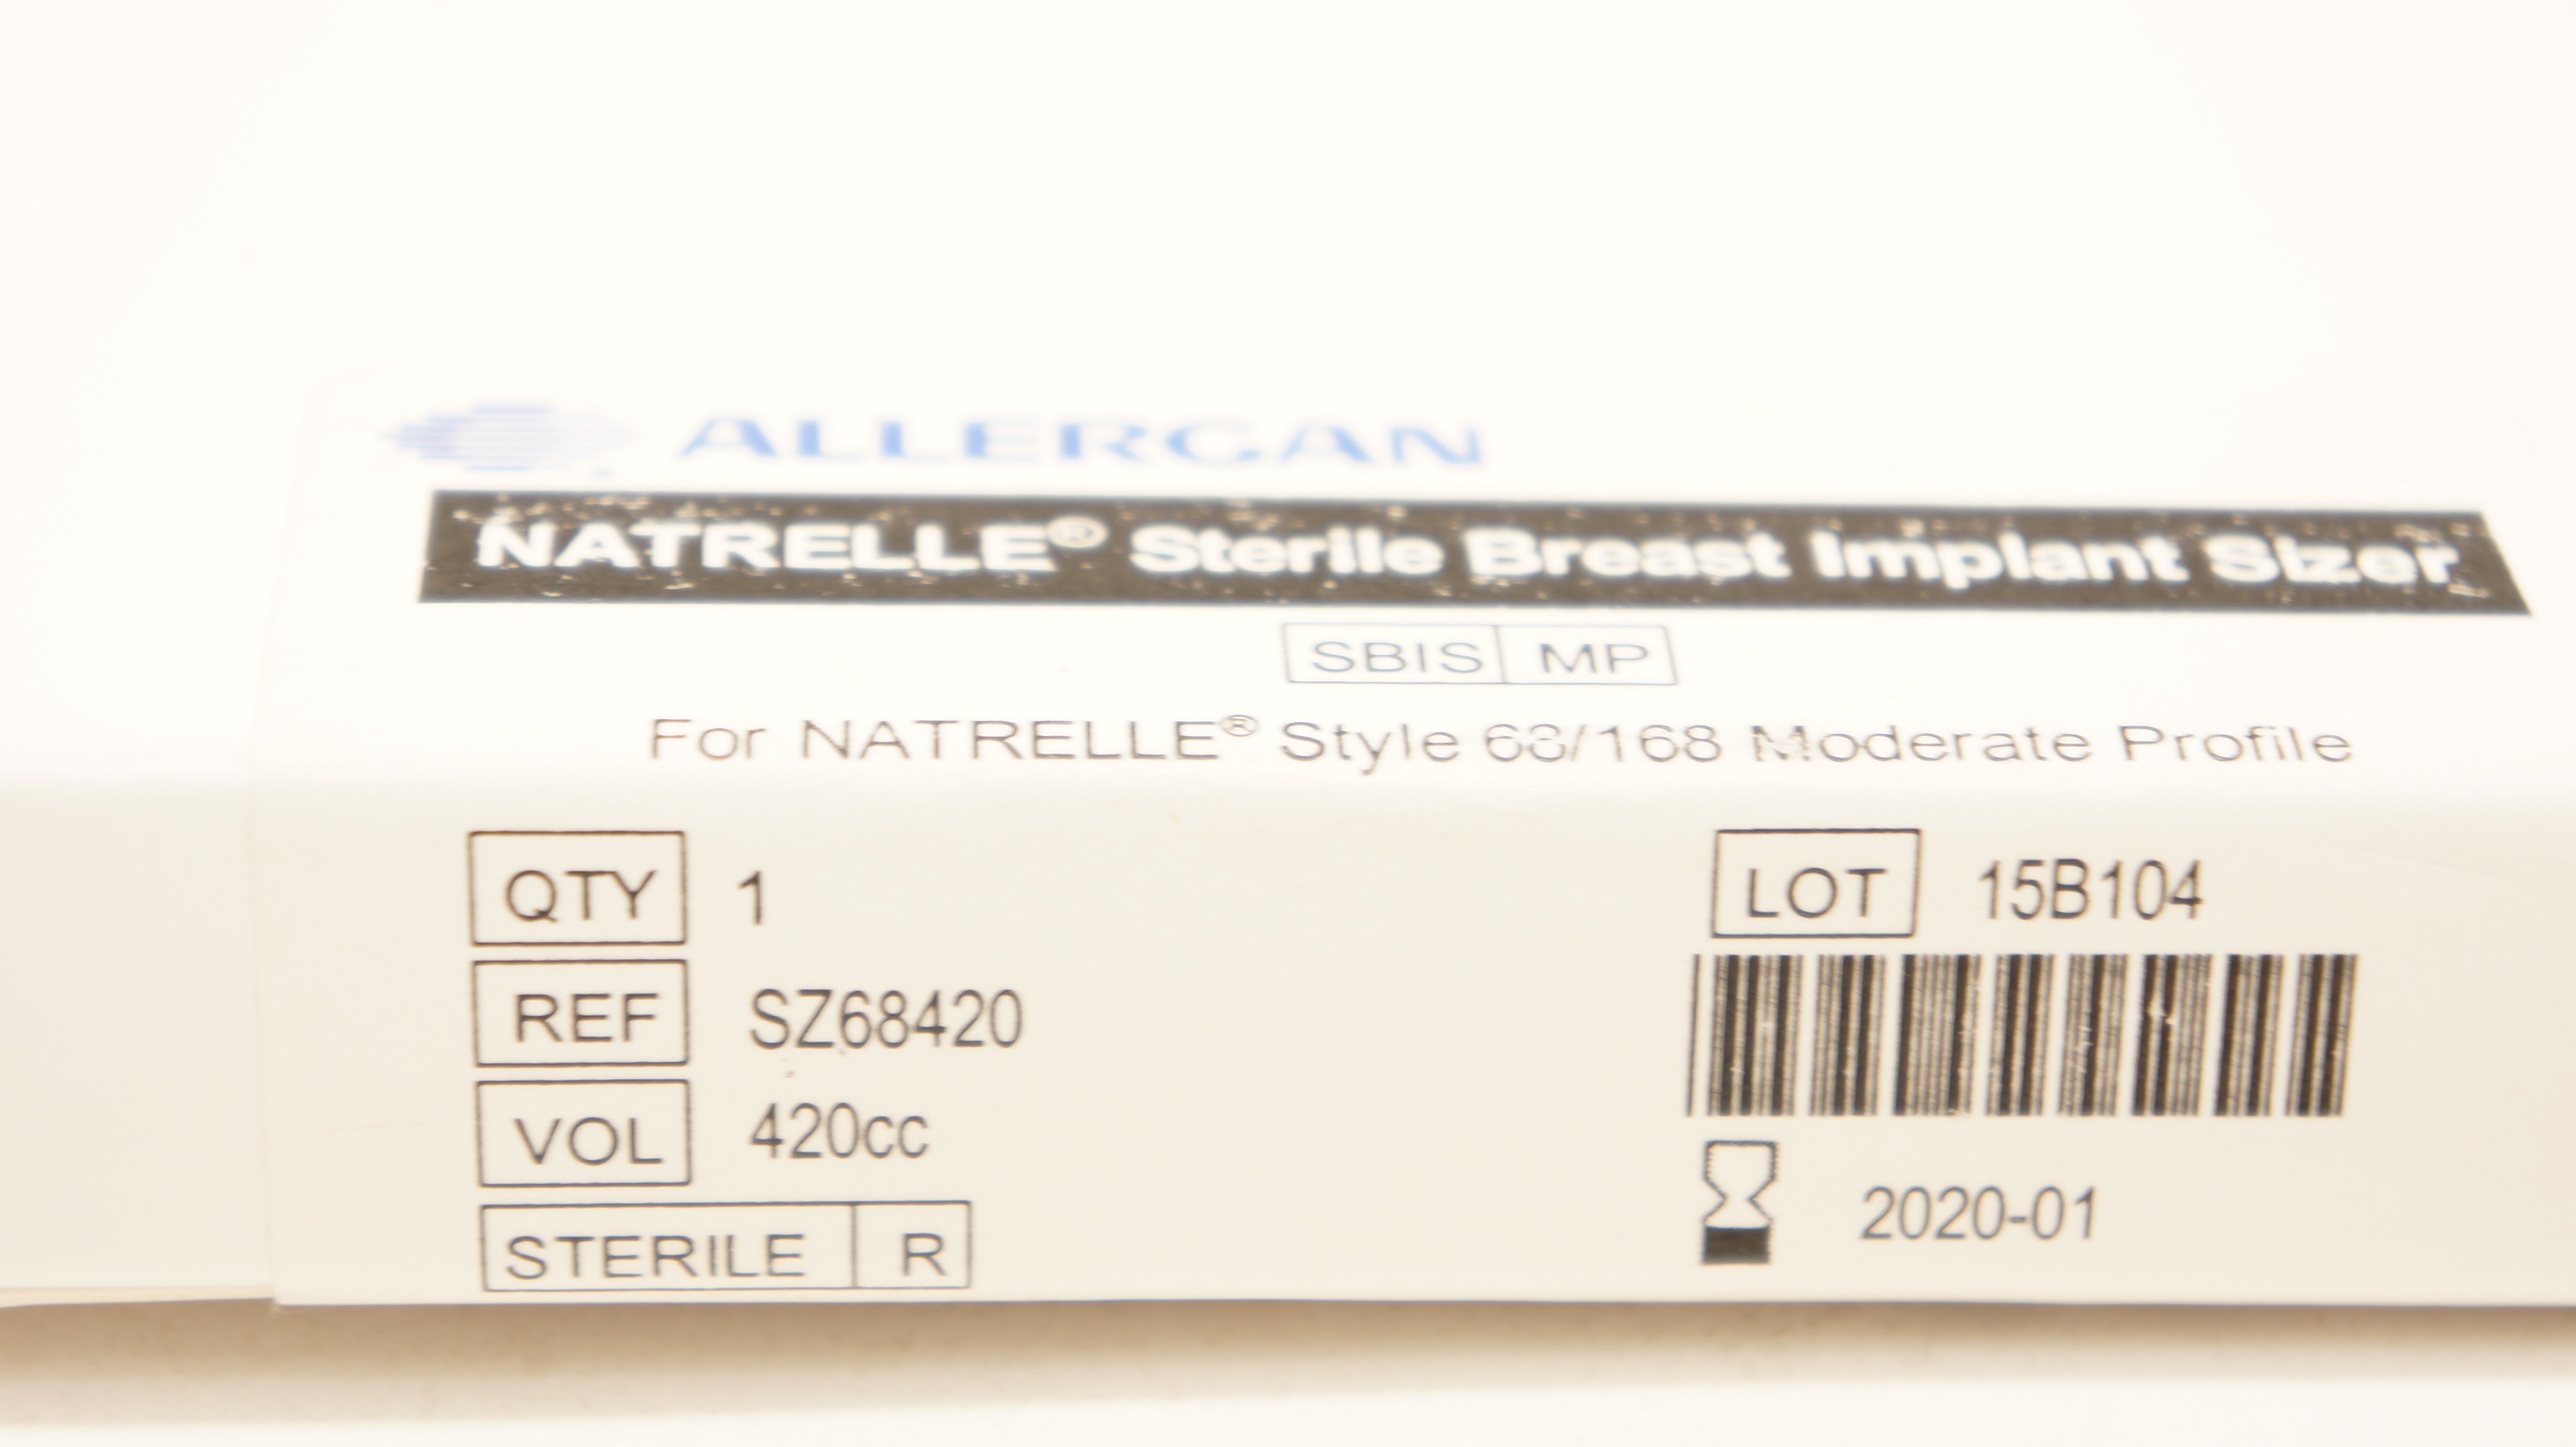 ALLERGAN
NATRELLE® Sterile Breast Implant Sizer
SBIS MP
For NATRELLE® Style 68/168 Moderate Profile
QTY 1
LOT 15B104
REF SZ68420
VOL 420cc
2020-01
STERILE R